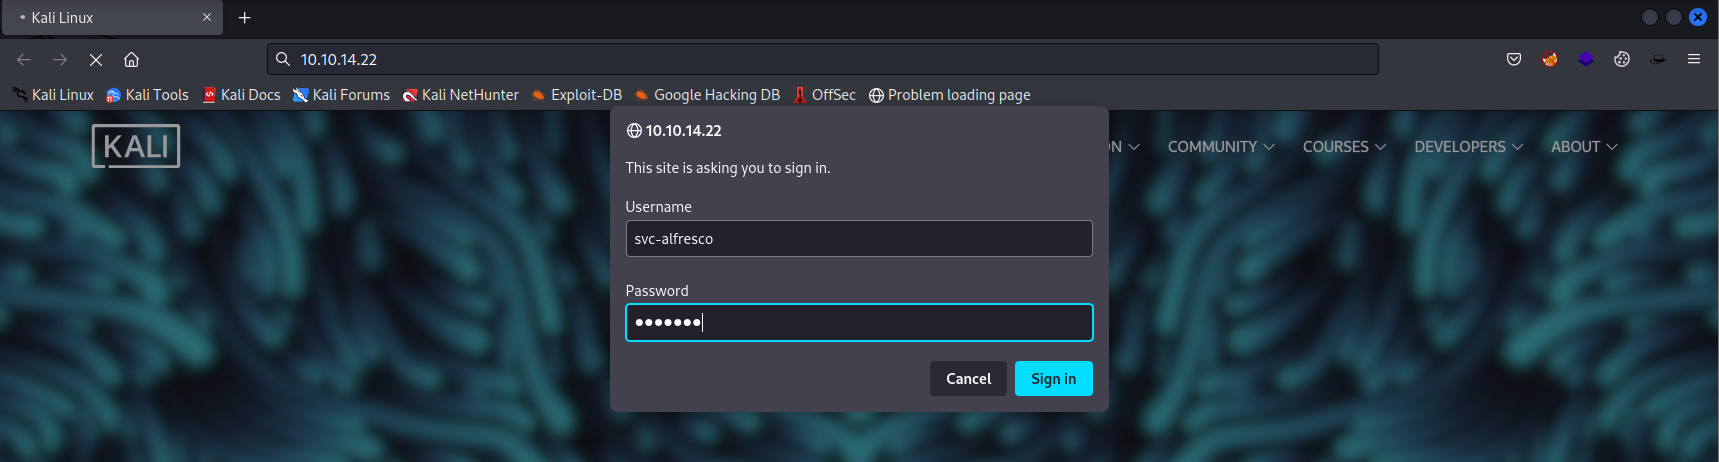 Kali Linux
10.10.14.22
Kali Linux Kali Tools Kali Docs Kali Forums Kali NetHunter Exploit-DB Google Hacking DB OffSec Problem loading page
KALI
ON COMMUNITY COURSES DEVELOPERS ABOUT
10.10.14.22
This site is asking you to sign in.
Username
svc-alfresco
Password
•••••••
Cancel Sign in